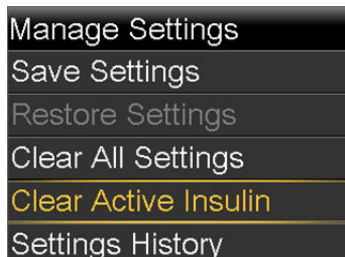 Manage Settings
Save Settings
Restore Settings
Clear All Settings
Clear Active Insulin
Settings History